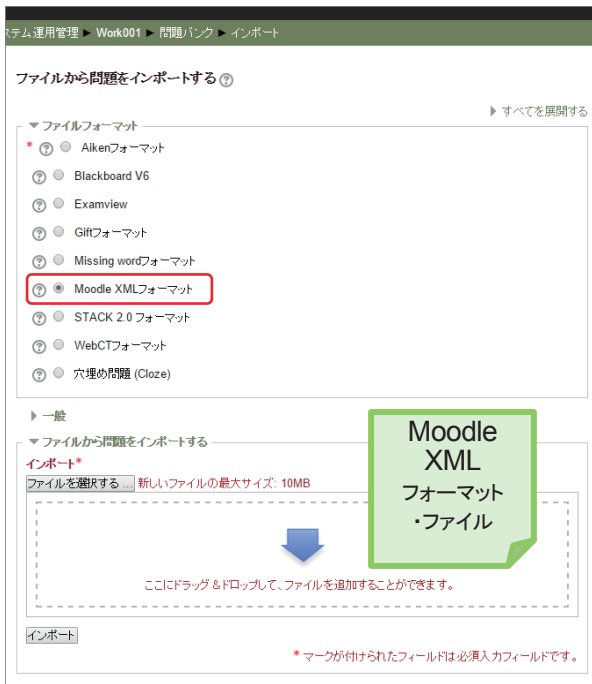 ステム運用管理 ▶ Work001 ▶ 問題バンク ▶ インポート
ファイルから問題をインポートする ?
▶ すべてを展開する
▼ ファイルフォーマット
* ? Aikenフォーマット
? Blackboard V6
? Examview
? Giftフォーマット
? Missing wordフォーマット
? Moodle XMLフォーマット
? STACK 2.0 フォーマット
? WebCTフォーマット
? 穴埋め問題 (Cloze)
▶ 一般
▼ ファイルから問題をインポートする
インポート*
ファイルを選択する ... 新しいファイルの最大サイズ: 10MB
Moodle
XML
フォーマット
・ファイル
ここにドラッグ & ドロップして、ファイルを追加することができます。
インポート
* マークが付けられたフィールドは必須入力フィールドです。